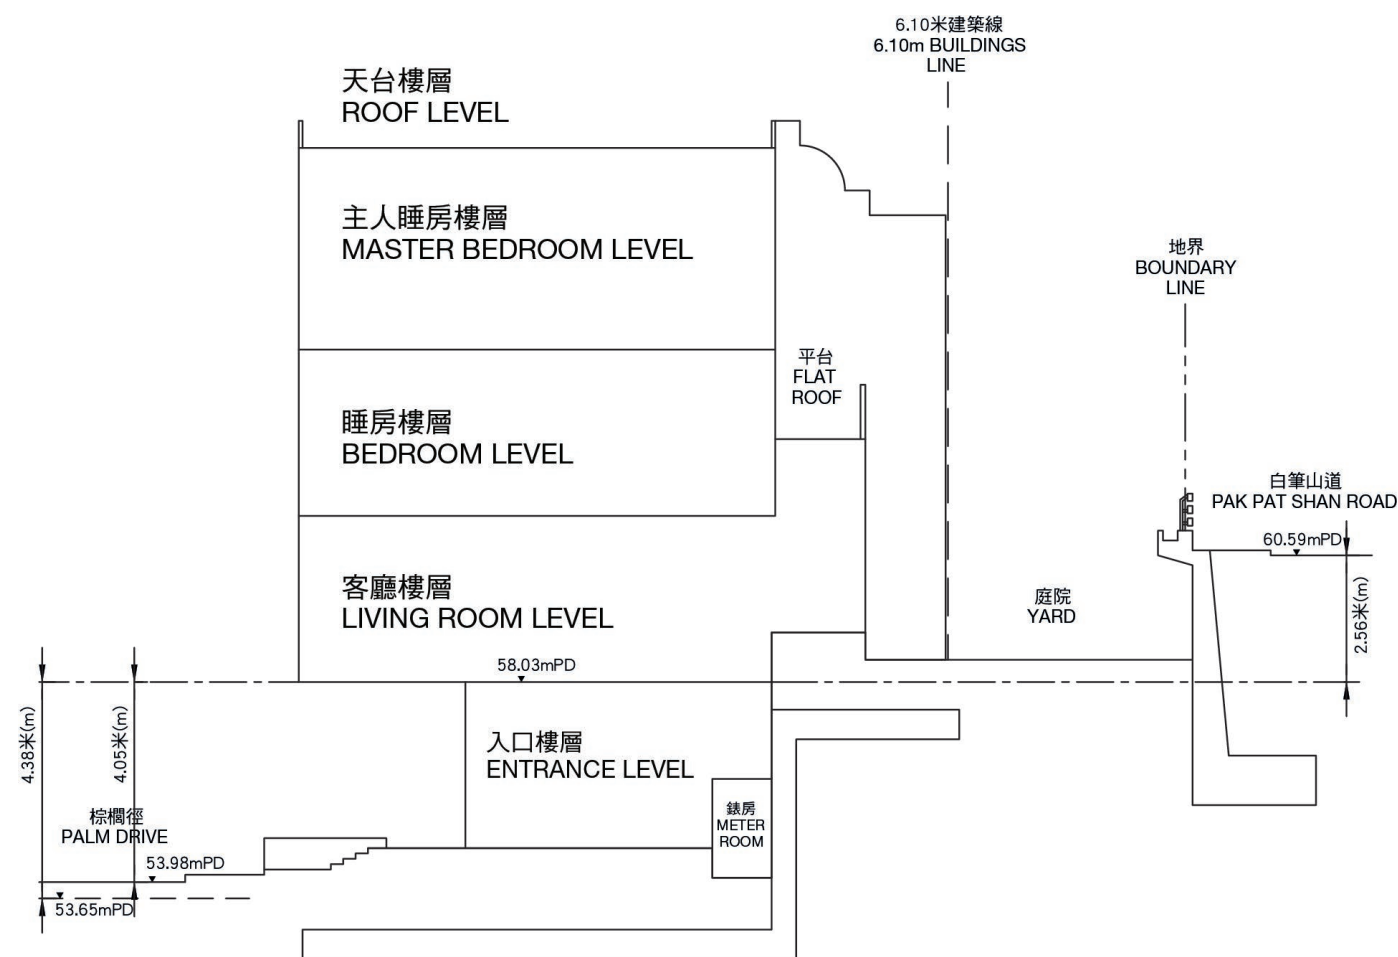 6.10米建築線
6.10m BUILDINGS
LINE
天台樓層
ROOF LEVEL
主人睡房樓層
MASTER BEDROOM LEVEL
地界
BOUNDARY
LINE
平台
FLAT
ROOF
睡房樓層
BEDROOM LEVEL
白筆山道
PAK PAT SHAN ROAD
60.59mPD
客廳樓層
LIVING ROOM LEVEL
庭院
YARD
2.56米(m)
58.03mPD
4.38米(m)
4.05米(m)
入口樓層
ENTRANCE LEVEL
錶房
METER
ROOM
棕櫚徑
PALM DRIVE
53.98mPD
53.65mPD